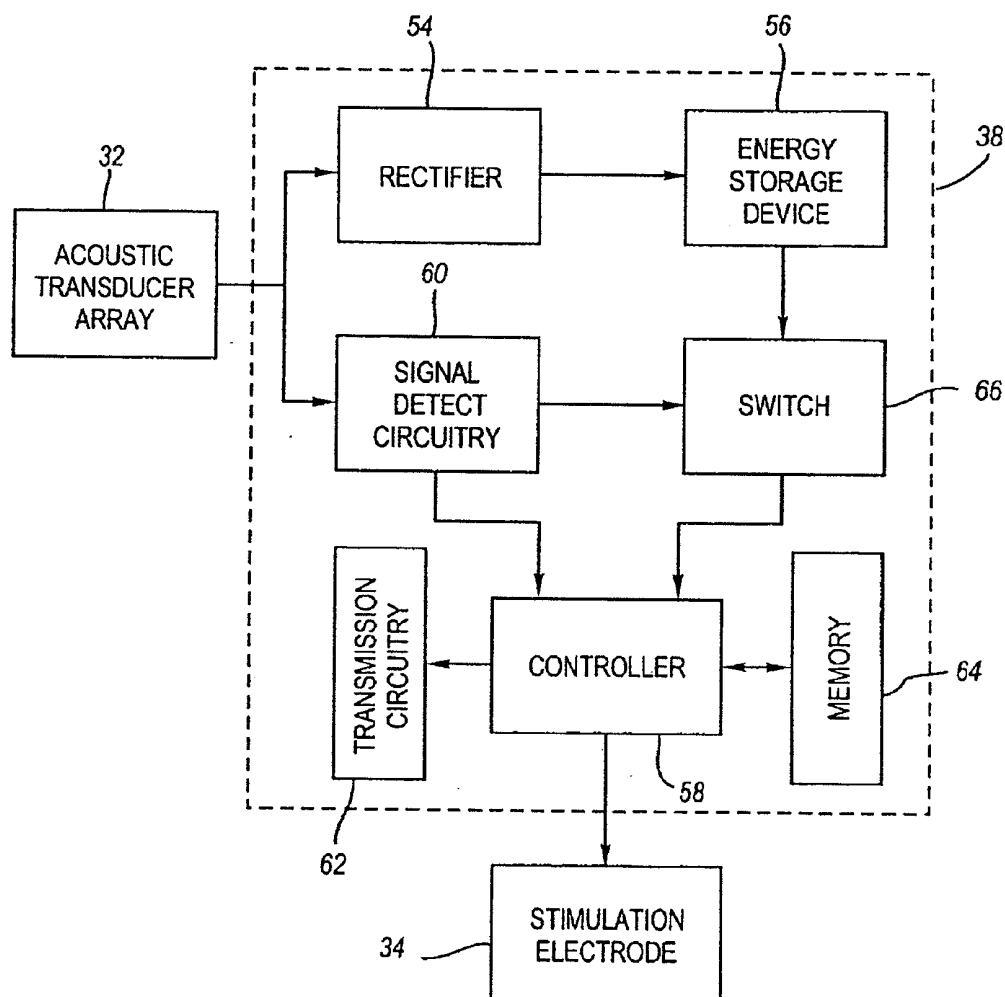 54
56
38
32
RECTIFIER
ENERGY
STORAGE
DEVICE
ACOUSTIC
TRANSDUCER
ARRAY
60
SIGNAL
DETECT
CIRCUITRY
SWITCH
66
TRANSMISSION
CIRCUITRY
CONTROLLER
MEMORY
64
62
58
34
STIMULATION
ELECTRODE